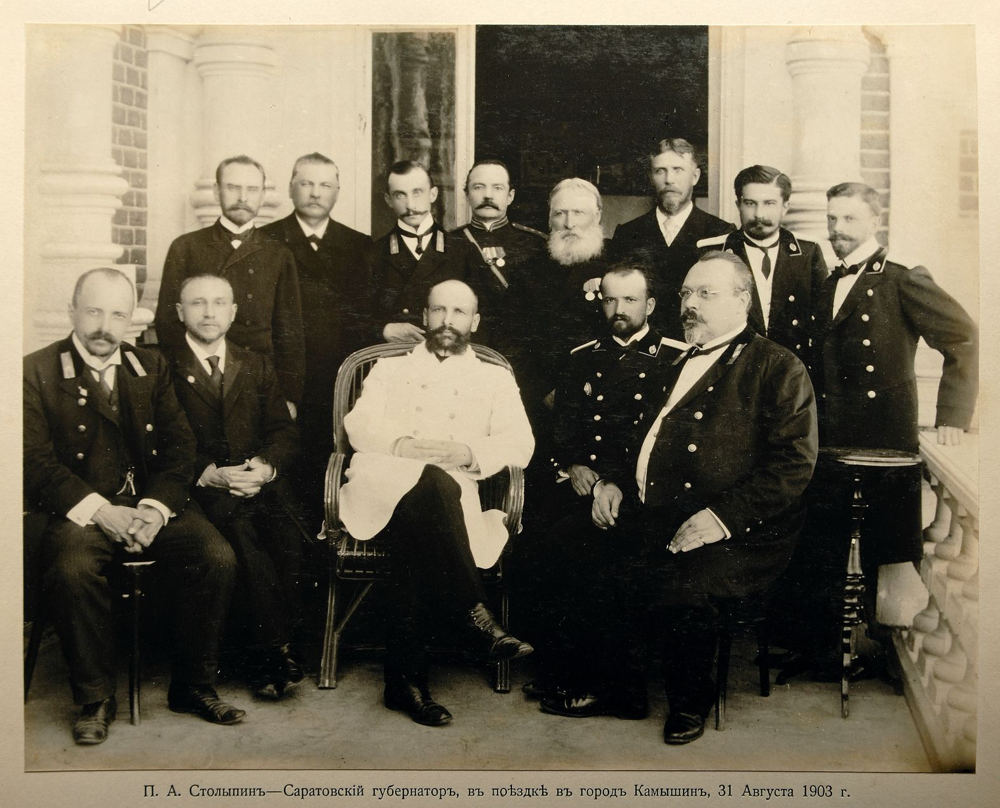 П. А. Столыпинъ—Саратовскій губернаторъ, въ поѣздкѣ въ городъ Камышинъ, 31 Августа 1903 г.